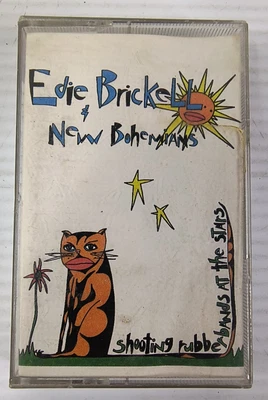 Edie Brickell
&
New Bohemians
shooting rubberbands at the stars